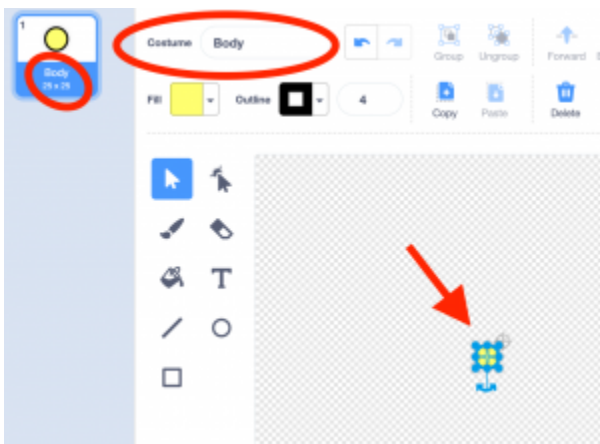 1
Body
25 x 25
Costume Body
Group Ungroup Forward
Fill Outline 4
Copy Paste Delete
T